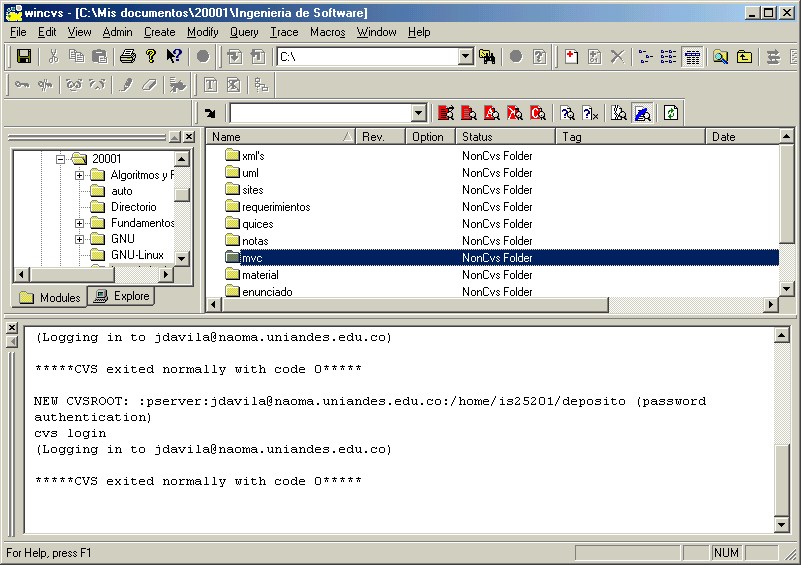 wincvs - [C:\Mis documentos\20001\Ingenieria de Software]
File Edit View Admin Create Modify Query Trace Macros Window Help
C:\
Name Rev. Option Status Tag Date
20001
Algoritmos y F
auto
Directorio
Fundamentos
GNU
GNU-Linux
Modules Explore
xml's NonCvs Folder
uml NonCvs Folder
sites NonCvs Folder
requerimientos NonCvs Folder
quices NonCvs Folder
notas NonCvs Folder
mvc NonCvs Folder
material NonCvs Folder
enunciado NonCvs Folder
(Logging in to jdavila@naoma.uniandes.edu.co)
*****CVS exited normally with code 0*****
NEW CVSROOT: :pserver:jdavila@naoma.uniandes.edu.co:/home/is25201/deposito (password
authentication)
cvs login
(Logging in to jdavila@naoma.uniandes.edu.co)
*****CVS exited normally with code 0*****
For Help, press F1 NUM